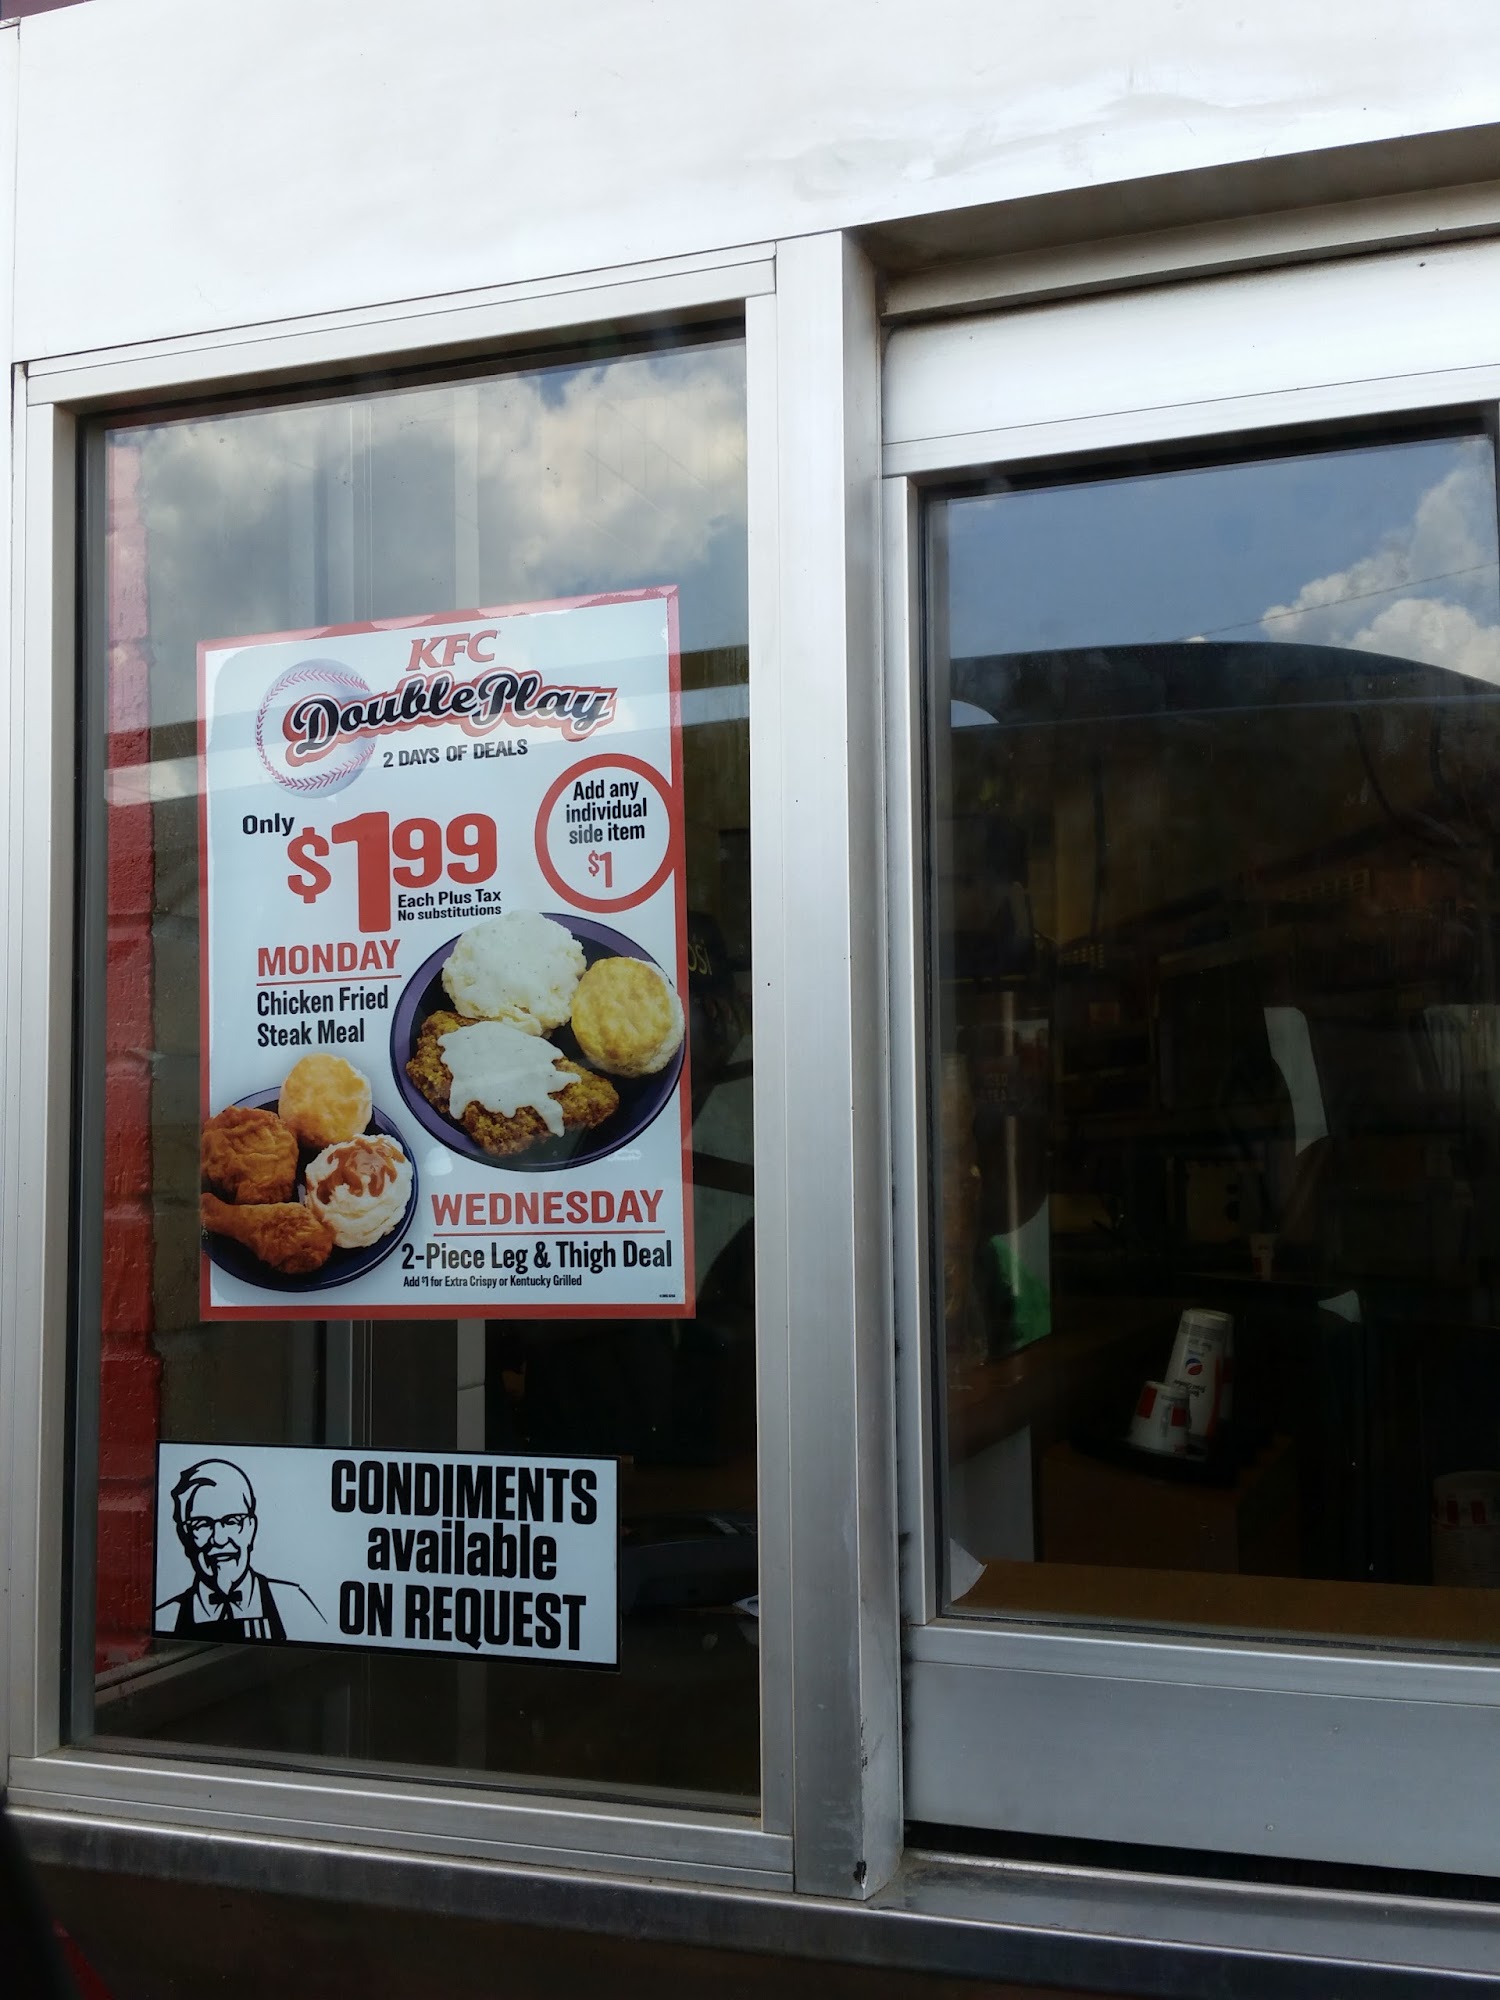 KFC
Double Play
2 DAYS OF DEALS
Only $1.99
Each Plus Tax
No substitutions
Add any
individual
side item
$1
MONDAY
Chicken Fried
Steak Meal
WEDNESDAY
2-Piece Leg & Thigh Deal
Add $1 for Extra Crispy or Kentucky Grilled
CONDIMENTS
available
ON REQUEST